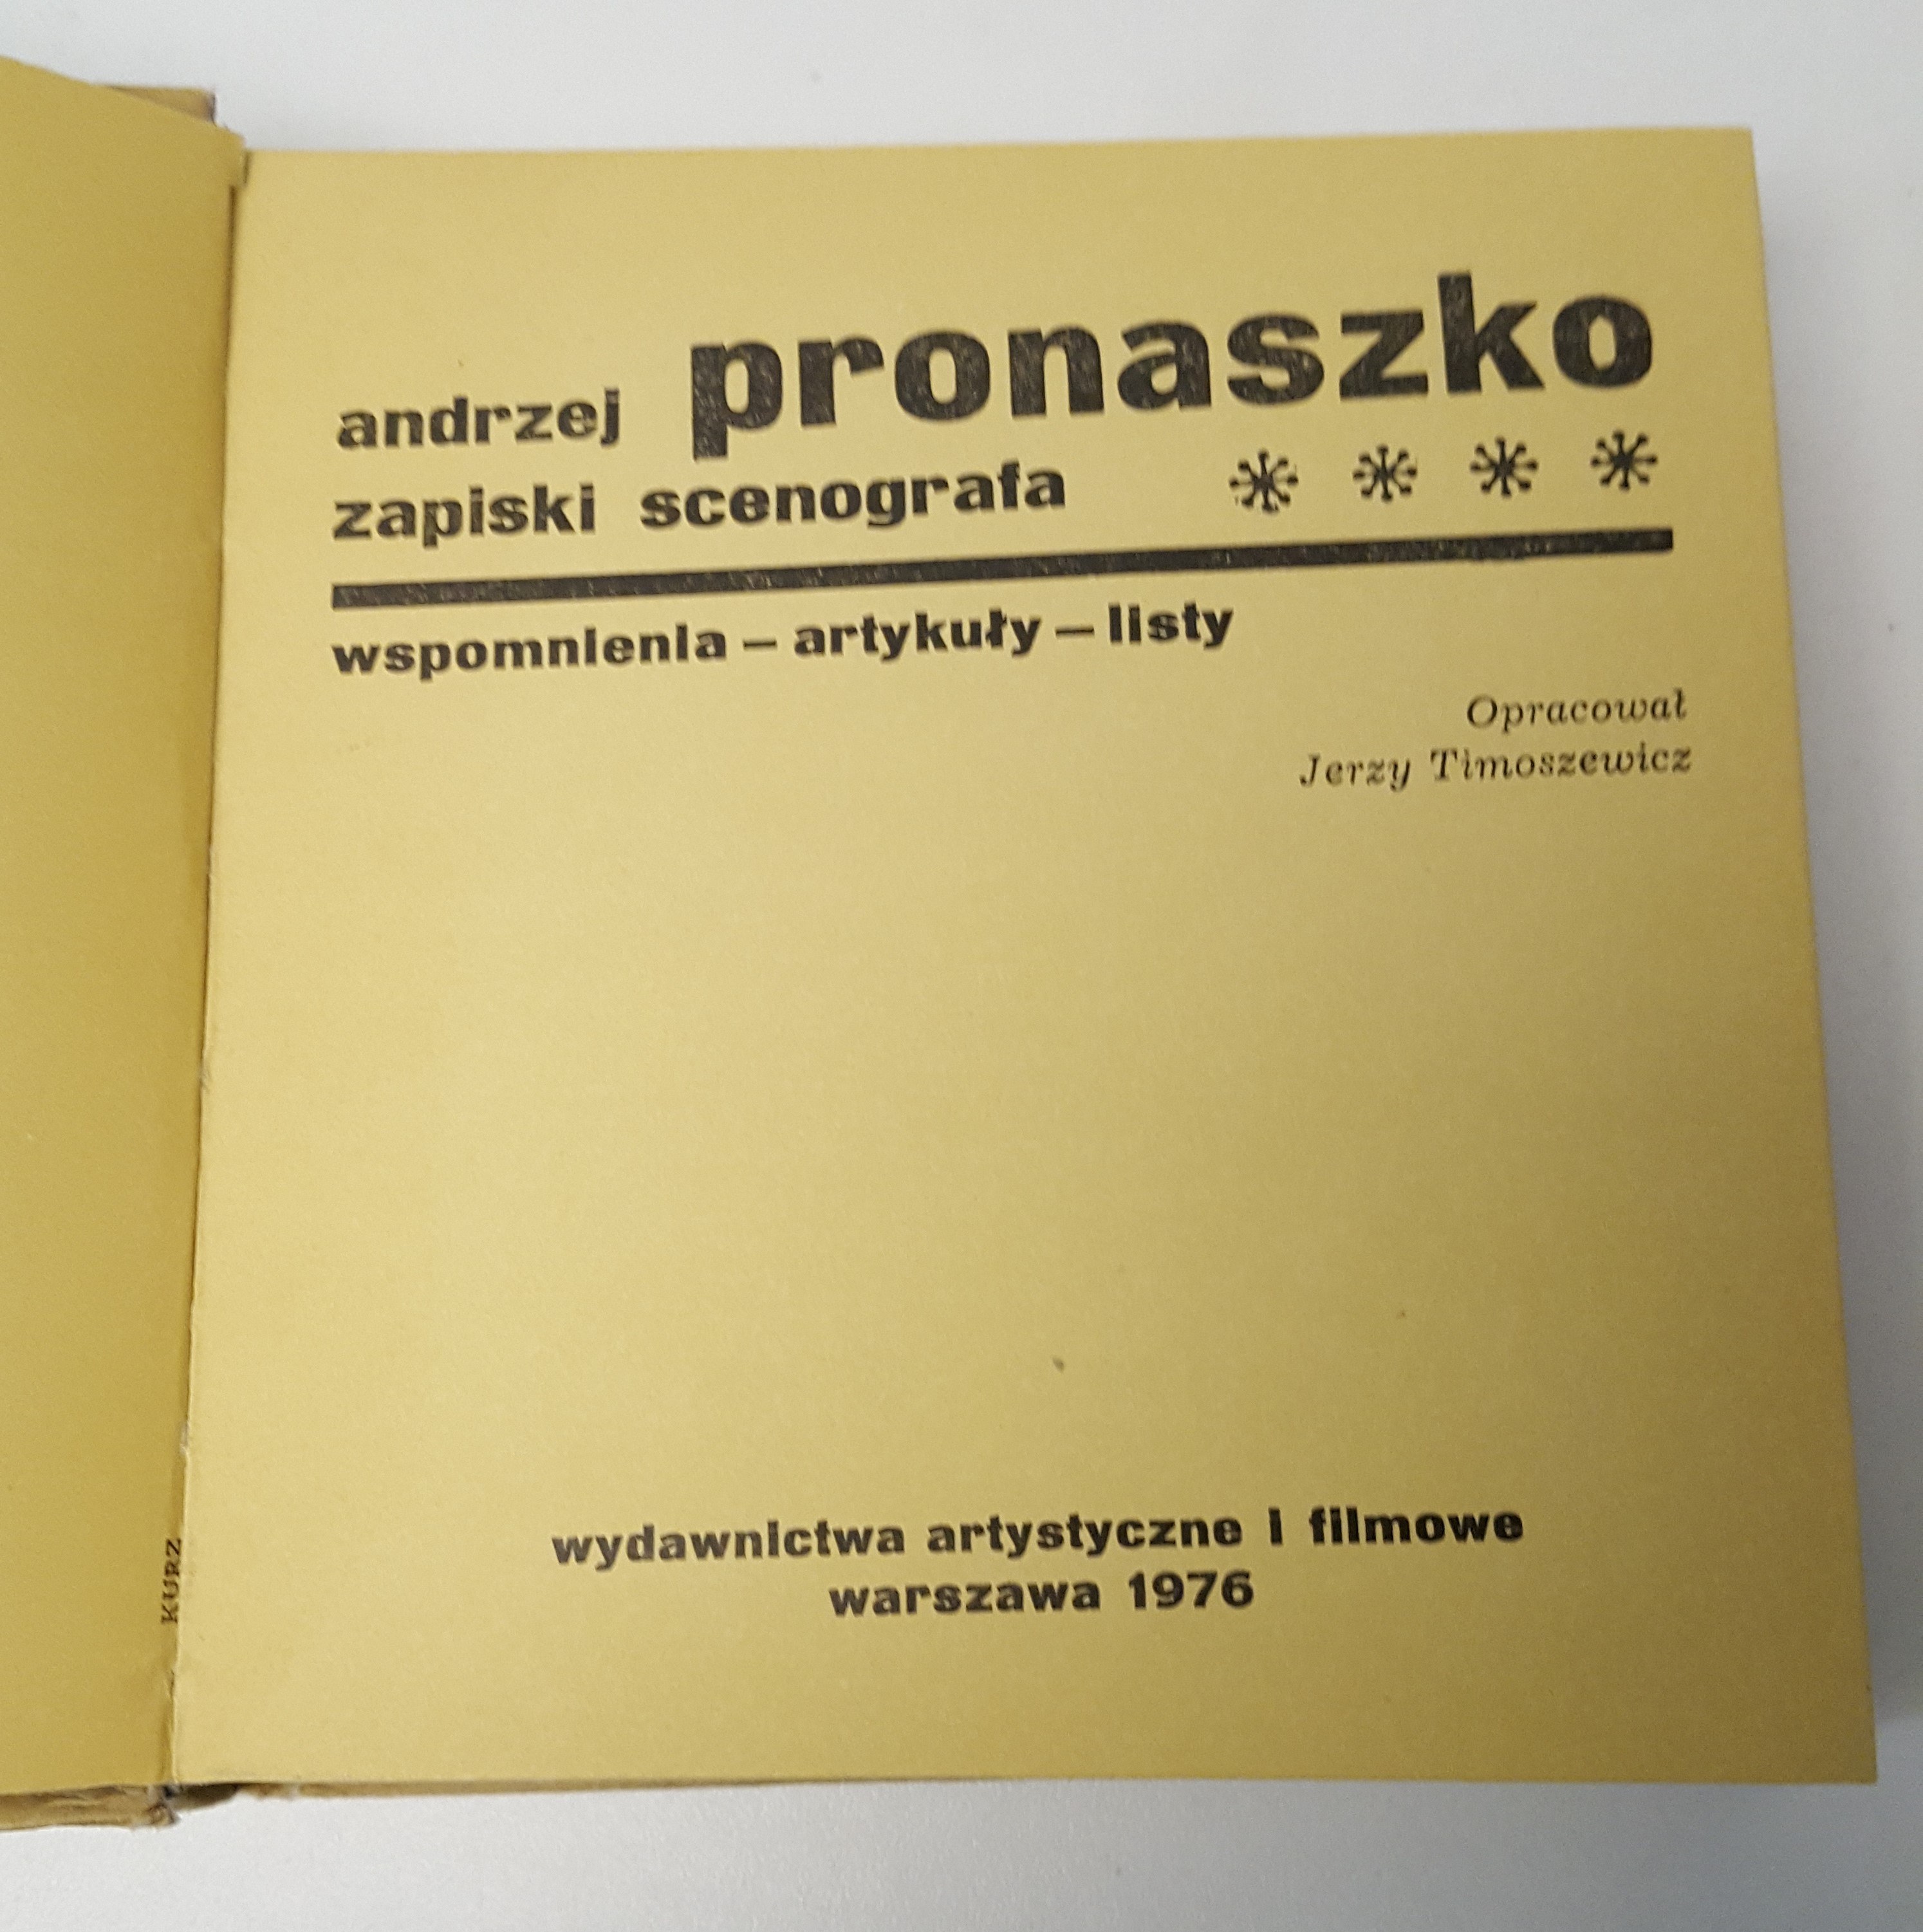 andrzej pronaszko
zapiski scenografa * * * *
wspomnienia – artykuły – listy
Opracował
Jerzy Timoszewicz
wydawnictwa artystyczne i filmowe
warszawa 1976
KURZ